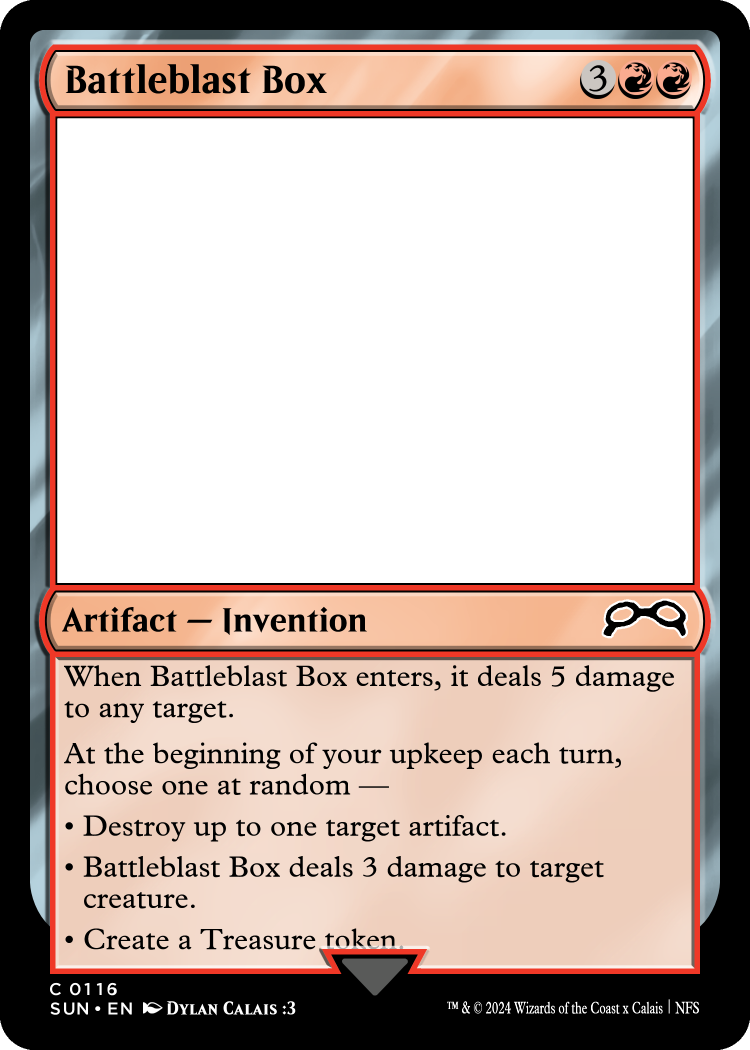 Battleblast Box 3
Artifact — Invention
When Battleblast Box enters, it deals 5 damage
to any target.
At the beginning of your upkeep each turn,
choose one at random —
• Destroy up to one target artifact.
• Battleblast Box deals 3 damage to target
creature.
• Create a Treasure token.
C 0116
SUN • EN Dylan Calais :3
™ & © 2024 Wizards of the Coast x Calais | NFS